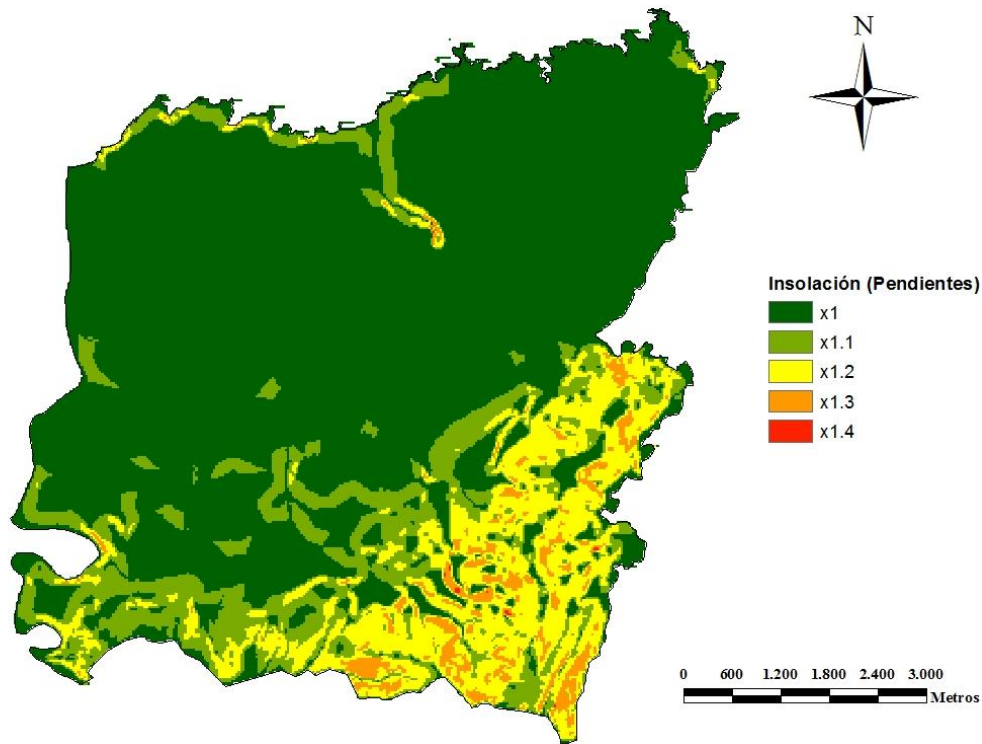 N
Insolación (Pendientes)
x1
x1.1
x1.2
x1.3
x1.4
0 600 1.200 1.800 2.400 3.000
Metros